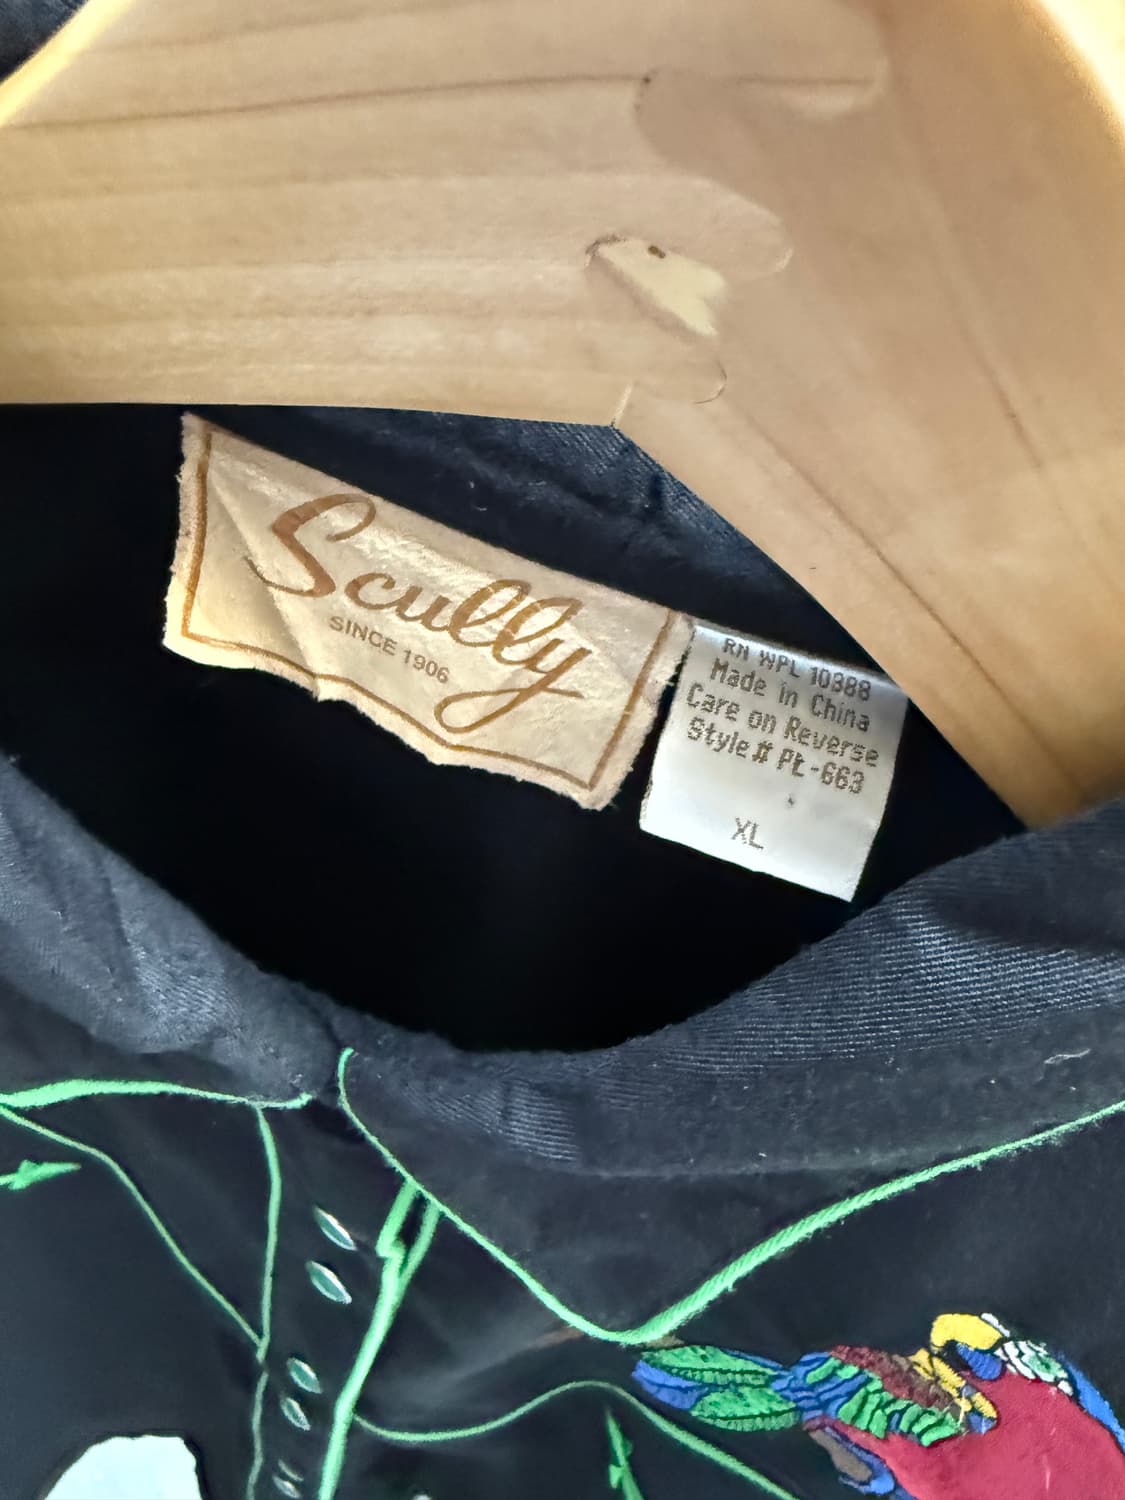 Scully
SINCE 1906
RN WPL 10388
Made in China
Care on Reverse
Style# PL-663
XL